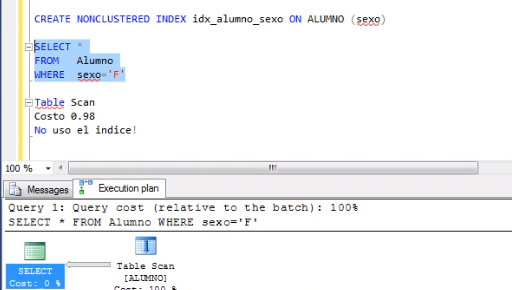 CREATE NONCLUSTERED INDEX idx_alumno_sexo ON ALUMNO (sexo)
SELECT *
FROM Alumno
WHERE sexo='F'
Table Scan
Costo 0.98
No uso el indice!
100 %
Messages Execution plan
Query 1: Query cost (relative to the batch): 100%
SELECT * FROM Alumno WHERE sexo='F'
SELECT
Cost: 0 %
Table Scan
[ALUMNO]
Cost: 100 %